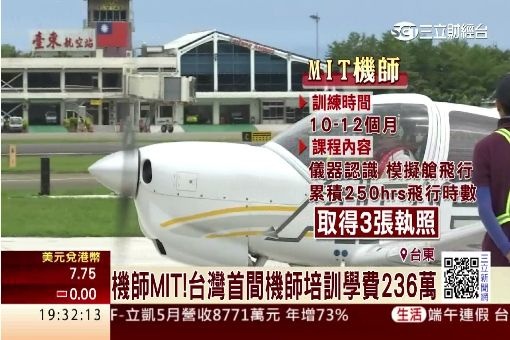 SET 三立財經台
臺東航空站
MIT機師
訓練時間
10-12個月
課程內容
儀器認識 模擬艙飛行
累積250hrs飛行時數
取得3張執照
台東
美元兌港幣
7.75
0.00
機師MIT!台灣首間機師培訓學費236萬
三立新聞網
19:32:13
F-立凱5月營收8771萬元 年增73%
生活 端午連假 台